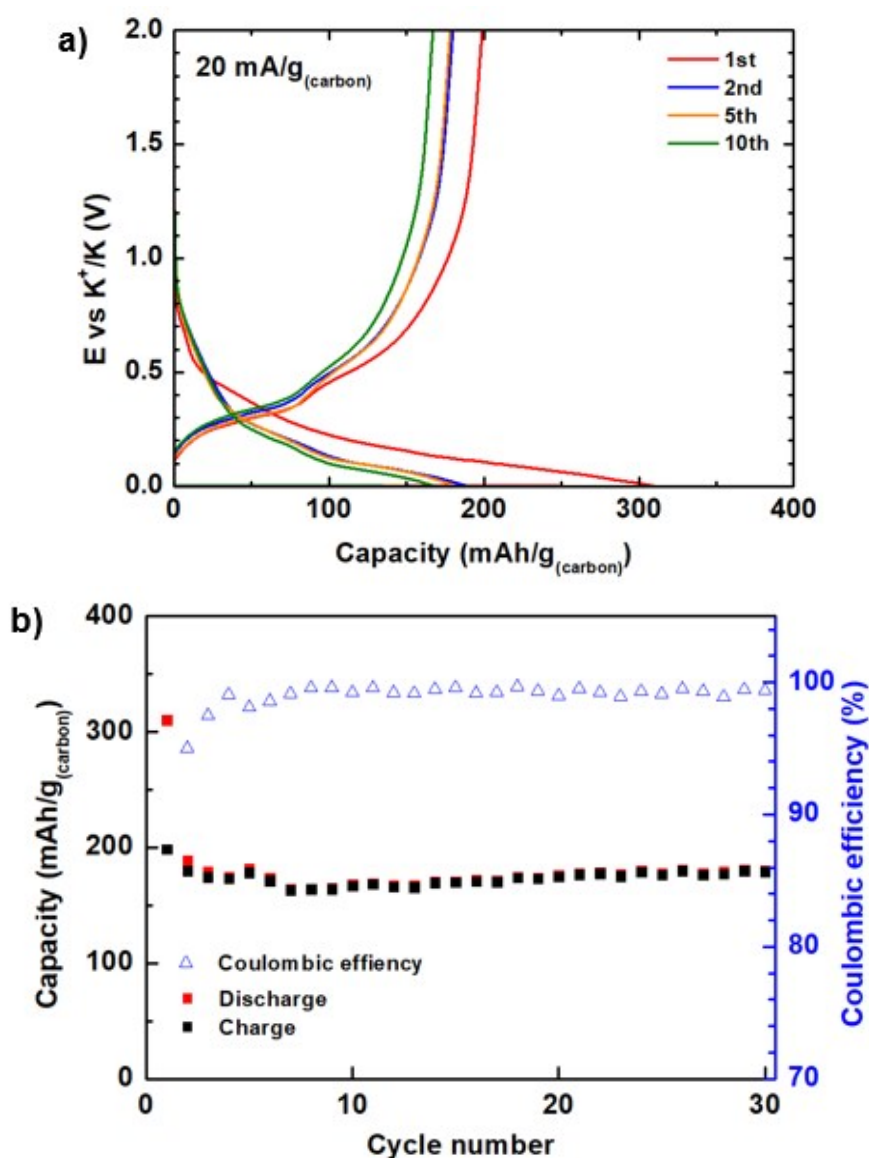 a)
20 mA/g(carbon)
1st
2nd
5th
10th
2.0
1.5
1.0
0.5
0.0
E vs K+/K (V)
0 100 200 300 400
Capacity (mAh/g(carbon))
b)
400
300
200
100
0
Capacity (mAh/g(carbon))
Coulombic effiency
Discharge
Charge
100
90
80
70
Coulombic efficiency (%)
0 10 20 30
Cycle number